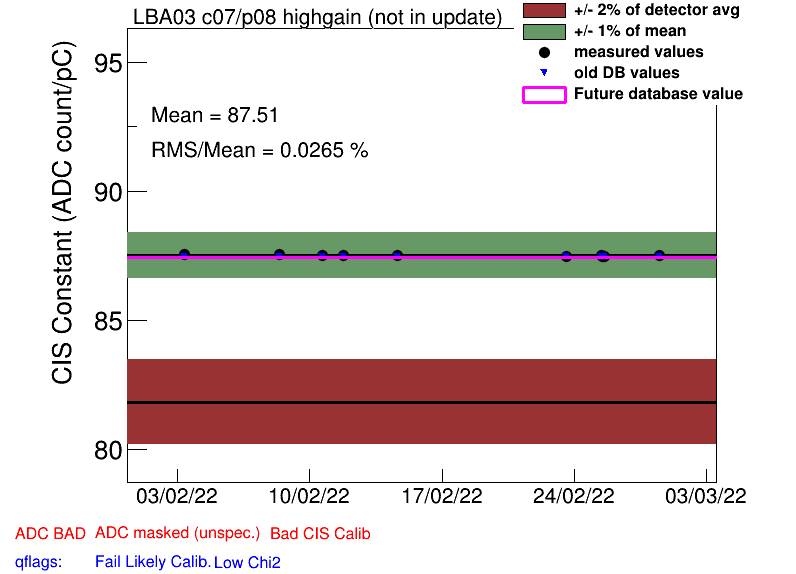 LBA03 c07/p08 highgain (not in update)
+/- 2% of detector avg
+/- 1% of mean
measured values
old DB values
Future database value
Mean = 87.51
RMS/Mean = 0.0265 %
CIS Constant (ADC count/pC)
95
90
85
80
03/02/22 10/02/22 17/02/22 24/02/22 03/03/22
ADC BAD ADC masked (unspec.) Bad CIS Calib
qflags: Fail Likely Calib. Low Chi2